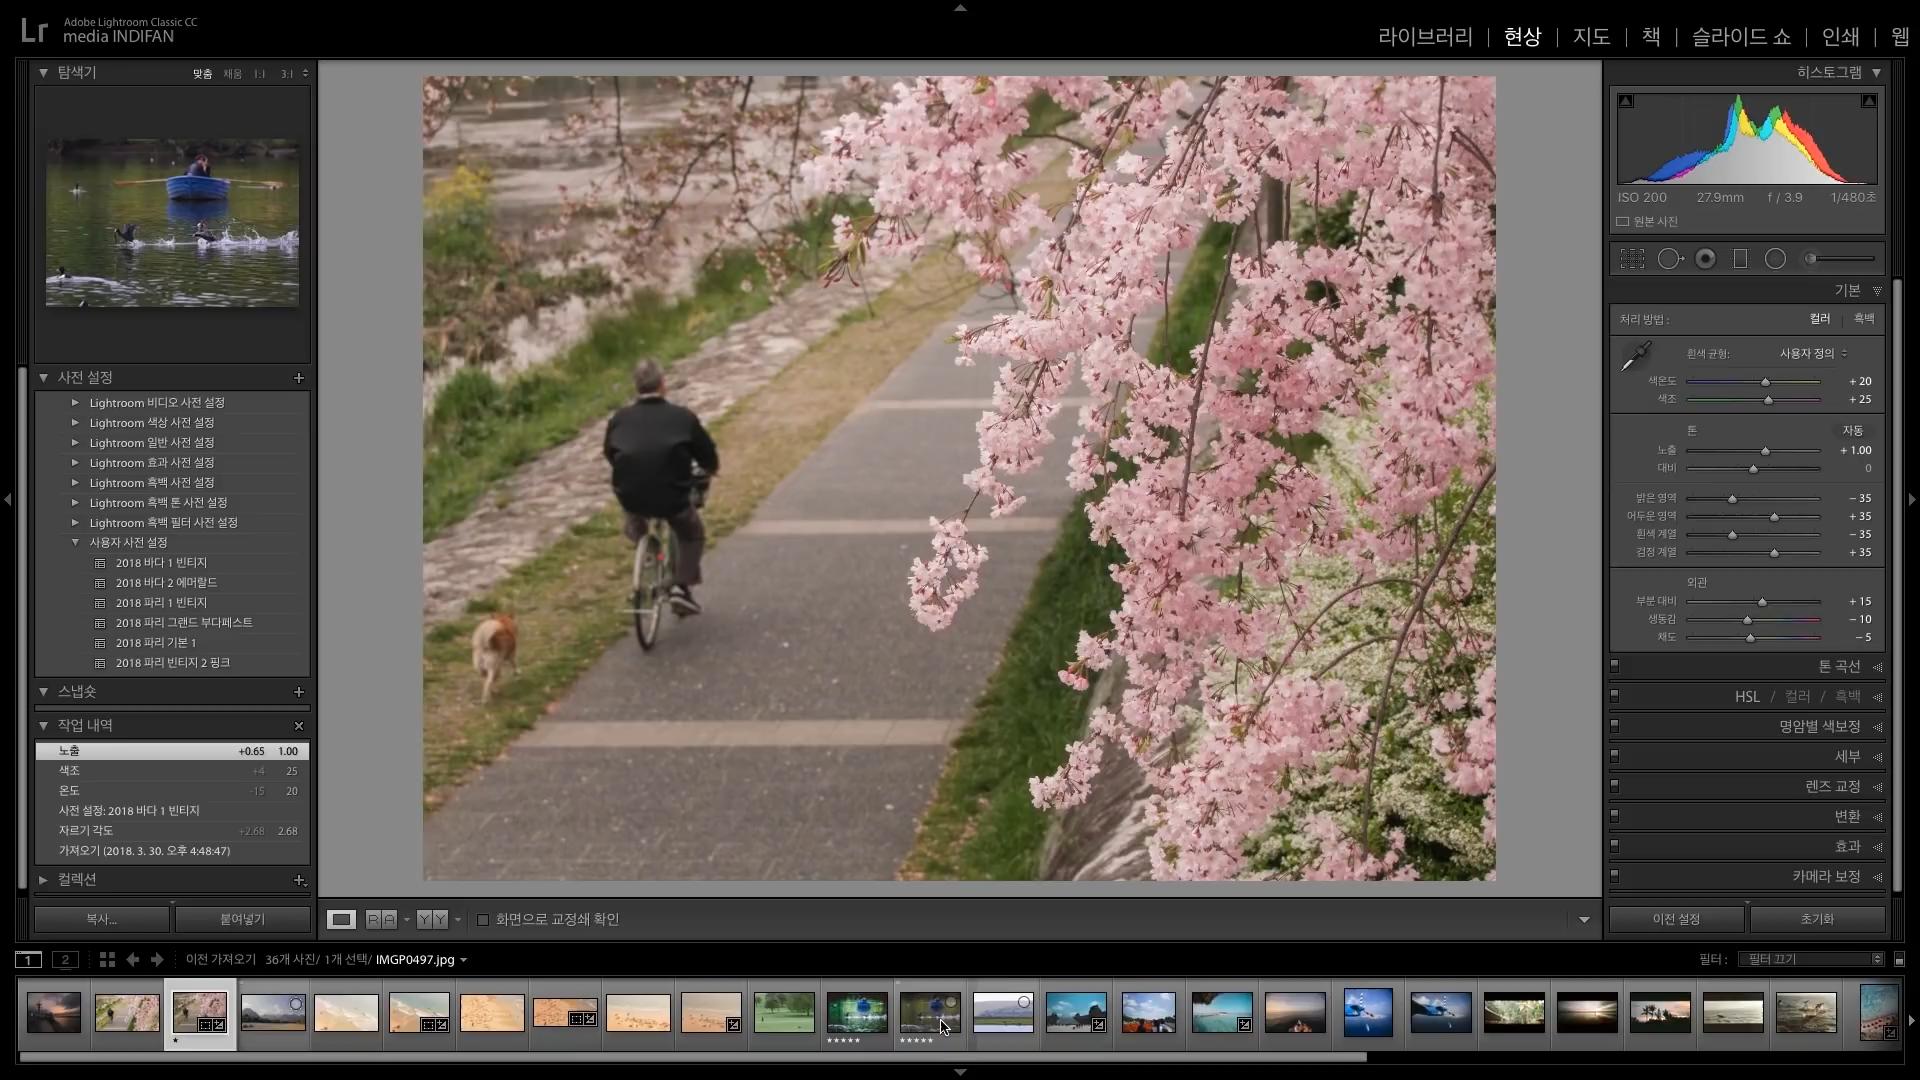 Lr
Adobe Lightroom Classic CC
media INDIFAN
라이브러리 | 현상 | 지도 | 책 | 슬라이드 쇼 | 인쇄 | 웹
탐색기 맞춤 채움 1:1 3:1
사전 설정
Lightroom 비디오 사전 설정
Lightroom 색상 사전 설정
Lightroom 일반 사전 설정
Lightroom 효과 사전 설정
Lightroom 흑백 사전 설정
Lightroom 흑백 톤 사전 설정
Lightroom 흑백 필터 사전 설정
사용자 사전 설정
2018 바다 1 빈티지
2018 바다 2 에머랄드
2018 파리 1 빈티지
2018 파리 그랜드 부다페스트
2018 파리 기본 1
2018 파리 빈티지 2 핑크
스냅숏
작업 내역
노출 +0.65 1.00
색조 +4 25
온도 -15 20
사전 설정: 2018 바다 1 빈티지
자르기 각도 +2.68 2.68
가져오기 (2018. 3. 30. 오후 4:48:47)
컬렉션
복사... 붙여넣기
R A Y Y 화면으로 교정쇄 확인
히스토그램
ISO 200 27.9mm f / 3.9 1/480초
원본 사진
기본
처리 방법 : 컬러 흑백
흰색 균형: 사용자 정의
색온도 + 20
색조 + 25
톤 자동
노출 + 1.00
대비 0
밝은 영역 − 35
어두운 영역 + 35
흰색 계열 − 35
검정 계열 + 35
외관
부분 대비 + 15
생동감 − 10
채도 − 5
톤 곡선
HSL / 컬러 / 흑백
명암별 색보정
세부
렌즈 교정
변환
효과
카메라 보정
이전 설정 초기화
1 2 이전 가져오기 36개 사진/ 1개 선택/ IMGP0497.jpg
필터 : 필터 끄기